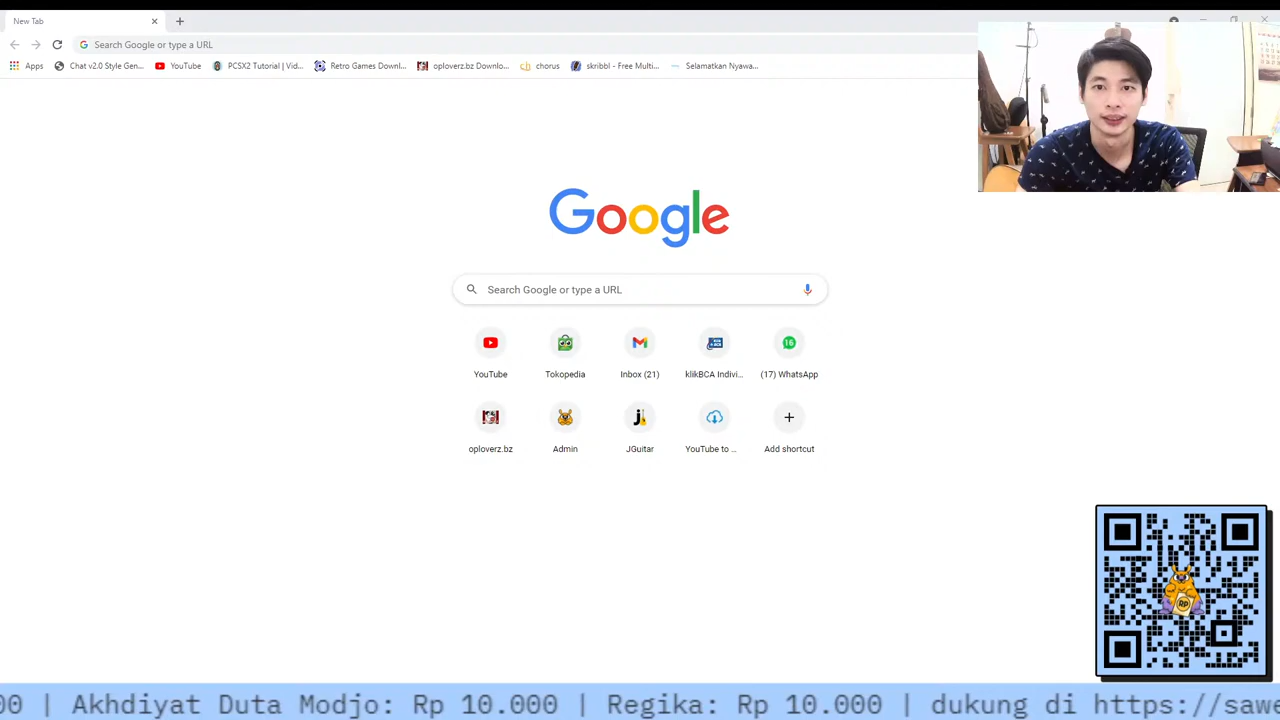 New Tab
Search Google or type a URL
Apps Chat v2.0 Style Gen... YouTube PCSX2 Tutorial | Vid... Retro Games Downl... oploverz.bz Downlo... chorus skribbl - Free Multi... Selamatkan Nyawa...
Google
Search Google or type a URL
16
YouTube Tokopedia Inbox (21) klikBCA Indivi... (17) WhatsApp
oploverz.bz Admin JGuitar YouTube to ... Add shortcut
RP
00 | Akhdiyat Duta Modjo: Rp 10.000 | Regika: Rp 10.000 | dukung di https://sawe